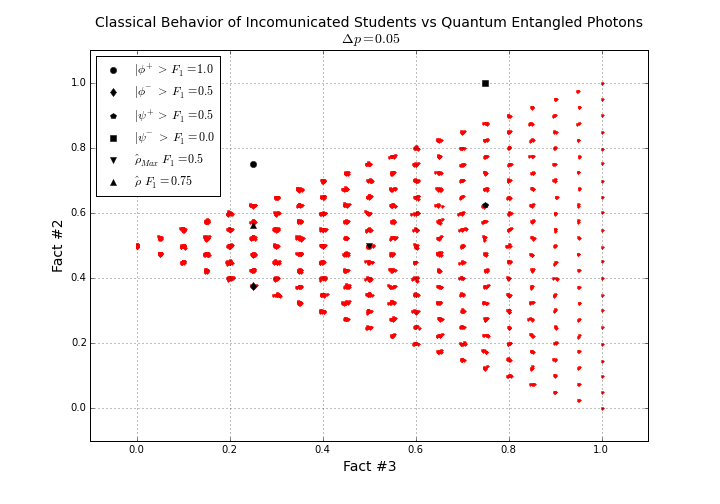 Classical Behavior of Incomunicated Students vs Quantum Entangled Photons
Δp=0.05
|ϕ⁺ > F₁=1.0
|ϕ⁻ > F₁=0.5
|ψ⁺ > F₁=0.5
|ψ⁻ > F₁=0.0
ρ̂_Max F₁=0.5
ρ̂ F₁=0.75
1.0
0.8
0.6
0.4
0.2
0.0
Fact #2
0.0 0.2 0.4 0.6 0.8 1.0
Fact #3